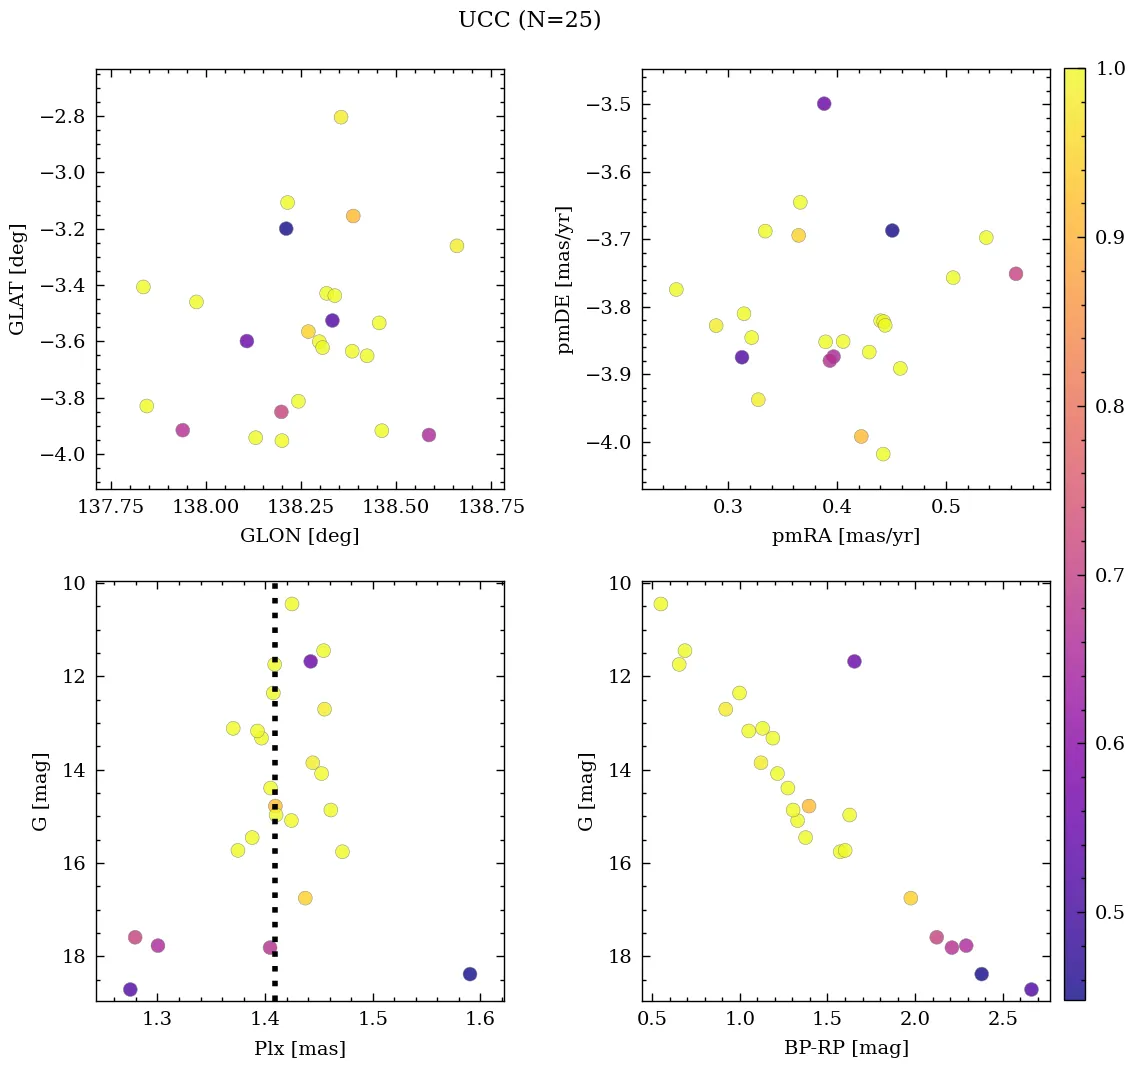 UCC (N=25)
−2.8
−3.0
−3.2
−3.4
−3.6
−3.8
−4.0
GLAT [deg]
137.75 138.00 138.25 138.50 138.75
GLON [deg]
−3.5
−3.6
−3.7
−3.8
−3.9
−4.0
pmDE [mas/yr]
0.3 0.4 0.5
pmRA [mas/yr]
10
12
14
16
18
G [mag]
1.3 1.4 1.5 1.6
Plx [mas]
10
12
14
16
18
G [mag]
0.5 1.0 1.5 2.0 2.5
BP-RP [mag]
1.0
0.9
0.8
0.7
0.6
0.5